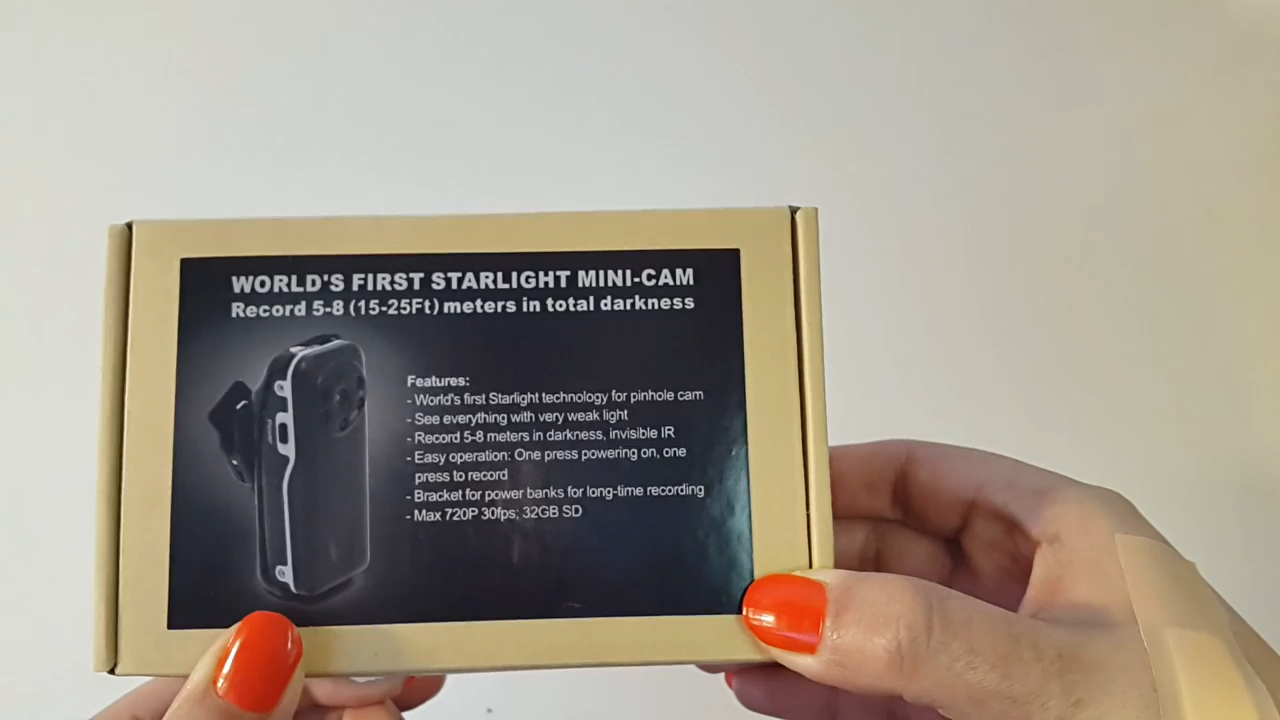 WORLD'S FIRST STARLIGHT MINI-CAM
Record 5-8 (15-25Ft) meters in total darkness
Features:
- World's first Starlight technology for pinhole cam
- See everything with very weak light
- Record 5-8 meters in darkness, invisible IR
- Easy operation: One press powering on, one
press to record
- Bracket for power banks for long-time recording
- Max 720P 30fps; 32GB SD
Power